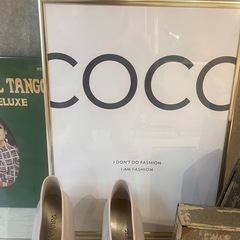 L TANGO
ELUXE
COCO
I DON'T DO FASHION
I AM FASHION